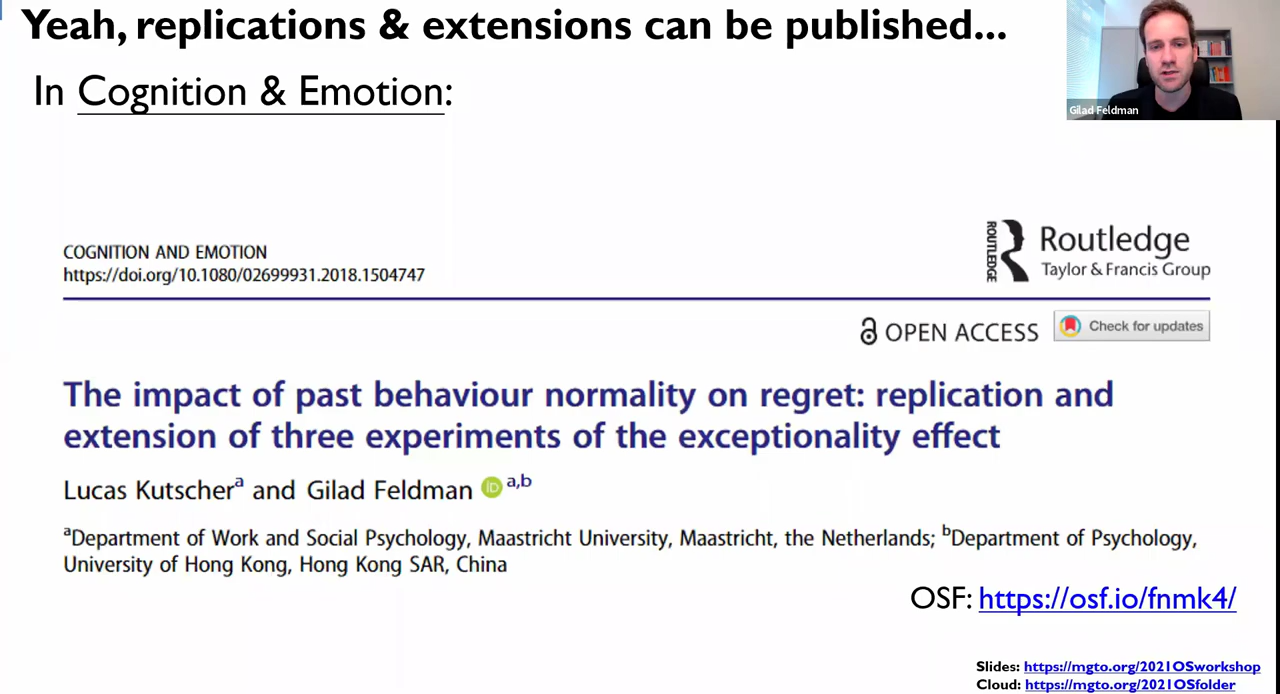 Yeah, replications & extensions can be published...
In Cognition & Emotion:
Gilad Feldman
COGNITION AND EMOTION
https://doi.org/10.1080/02699931.2018.1504747
ROUTLEDGE
Routledge
Taylor & Francis Group
OPEN ACCESS
Check for updates
The impact of past behaviour normality on regret: replication and
extension of three experiments of the exceptionality effect
Lucas Kutscherᵃ and Gilad Feldman iD ᵃ,ᵇ
ᵃDepartment of Work and Social Psychology, Maastricht University, Maastricht, the Netherlands; ᵇDepartment of Psychology,
University of Hong Kong, Hong Kong SAR, China
OSF: https://osf.io/fnmk4/
Slides: https://mgto.org/2021OSworkshop
Cloud: https://mgto.org/2021OSfolder